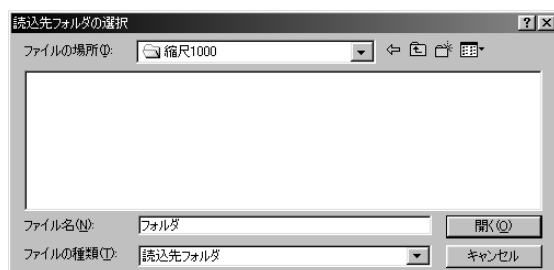 読込先フォルダの選択
ファイルの場所(I):
縮尺1000
ファイル名(N):
フォルダ
開く(O)
ファイルの種類(T):
読込先フォルダ
キャンセル